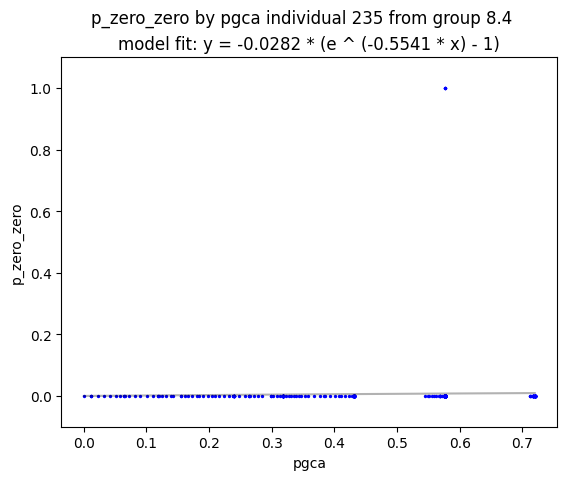 p_zero_zero by pgca individual 235 from group 8.4
model fit: y = -0.0282 * (e ^ (-0.5541 * x) - 1)
1.0
0.8
0.6
0.4
0.2
0.0
p_zero_zero
0.0 0.1 0.2 0.3 0.4 0.5 0.6 0.7
pgca